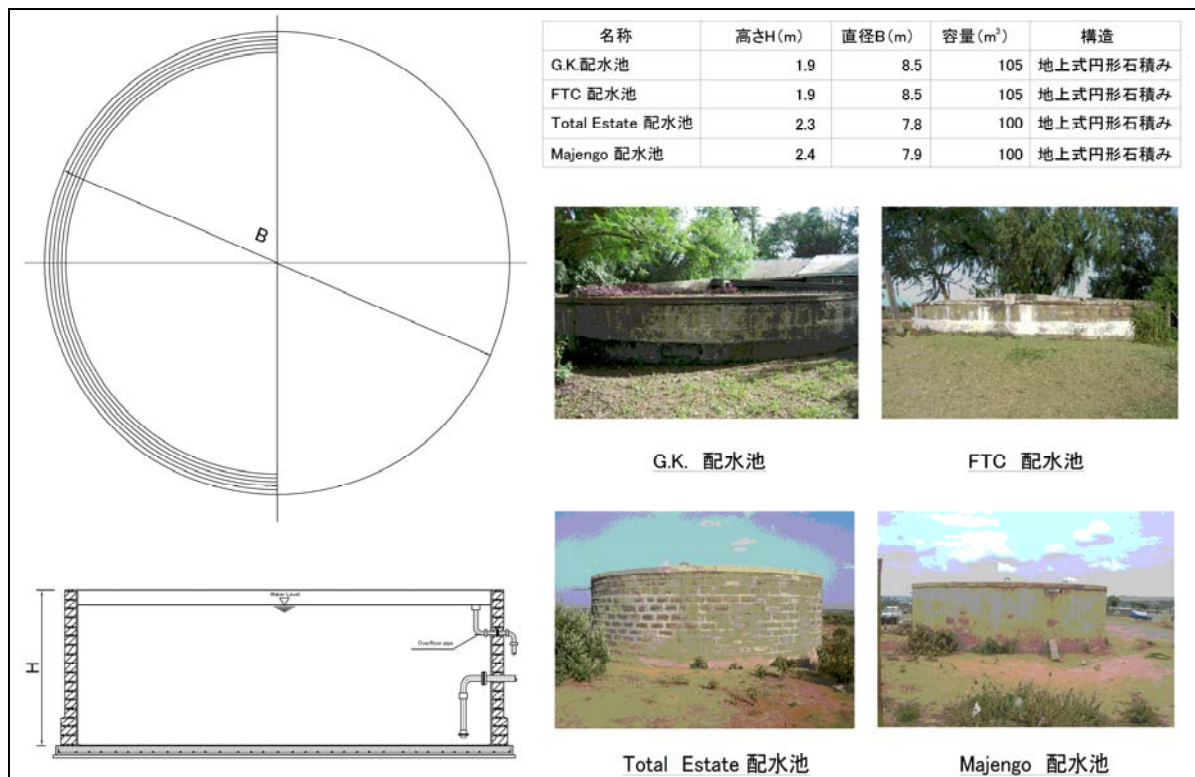 名称 高さH(m) 直径B(m) 容量(m³) 構造
G.K.配水池 1.9 8.5 105 地上式円形石積み
FTC 配水池 1.9 8.5 105 地上式円形石積み
Total Estate 配水池 2.3 7.8 100 地上式円形石積み
Majengo 配水池 2.4 7.9 100 地上式円形石積み
B
G.K. 配水池 FTC 配水池
Water Level
Overflow pipe
H
Total Estate 配水池 Majengo 配水池